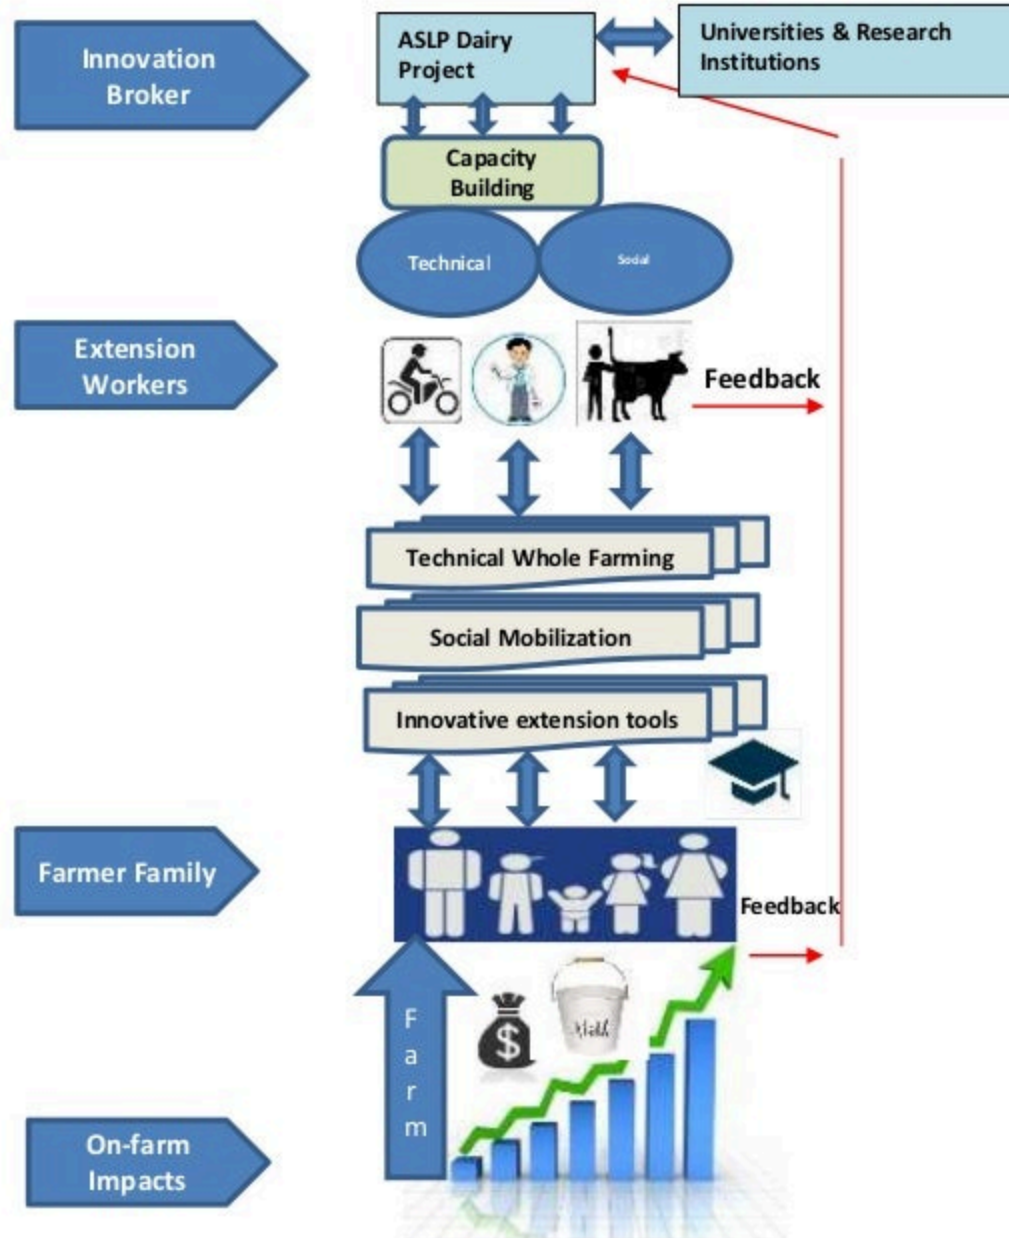 Innovation
Broker
ASLP Dairy
Project
Universities & Research
Institutions
Capacity
Building
Technical
Social
Extension
Workers
Feedback
Technical Whole Farming
Social Mobilization
Innovative extension tools
Farmer Family
Feedback
$
F
a
r
m
On-farm
Impacts